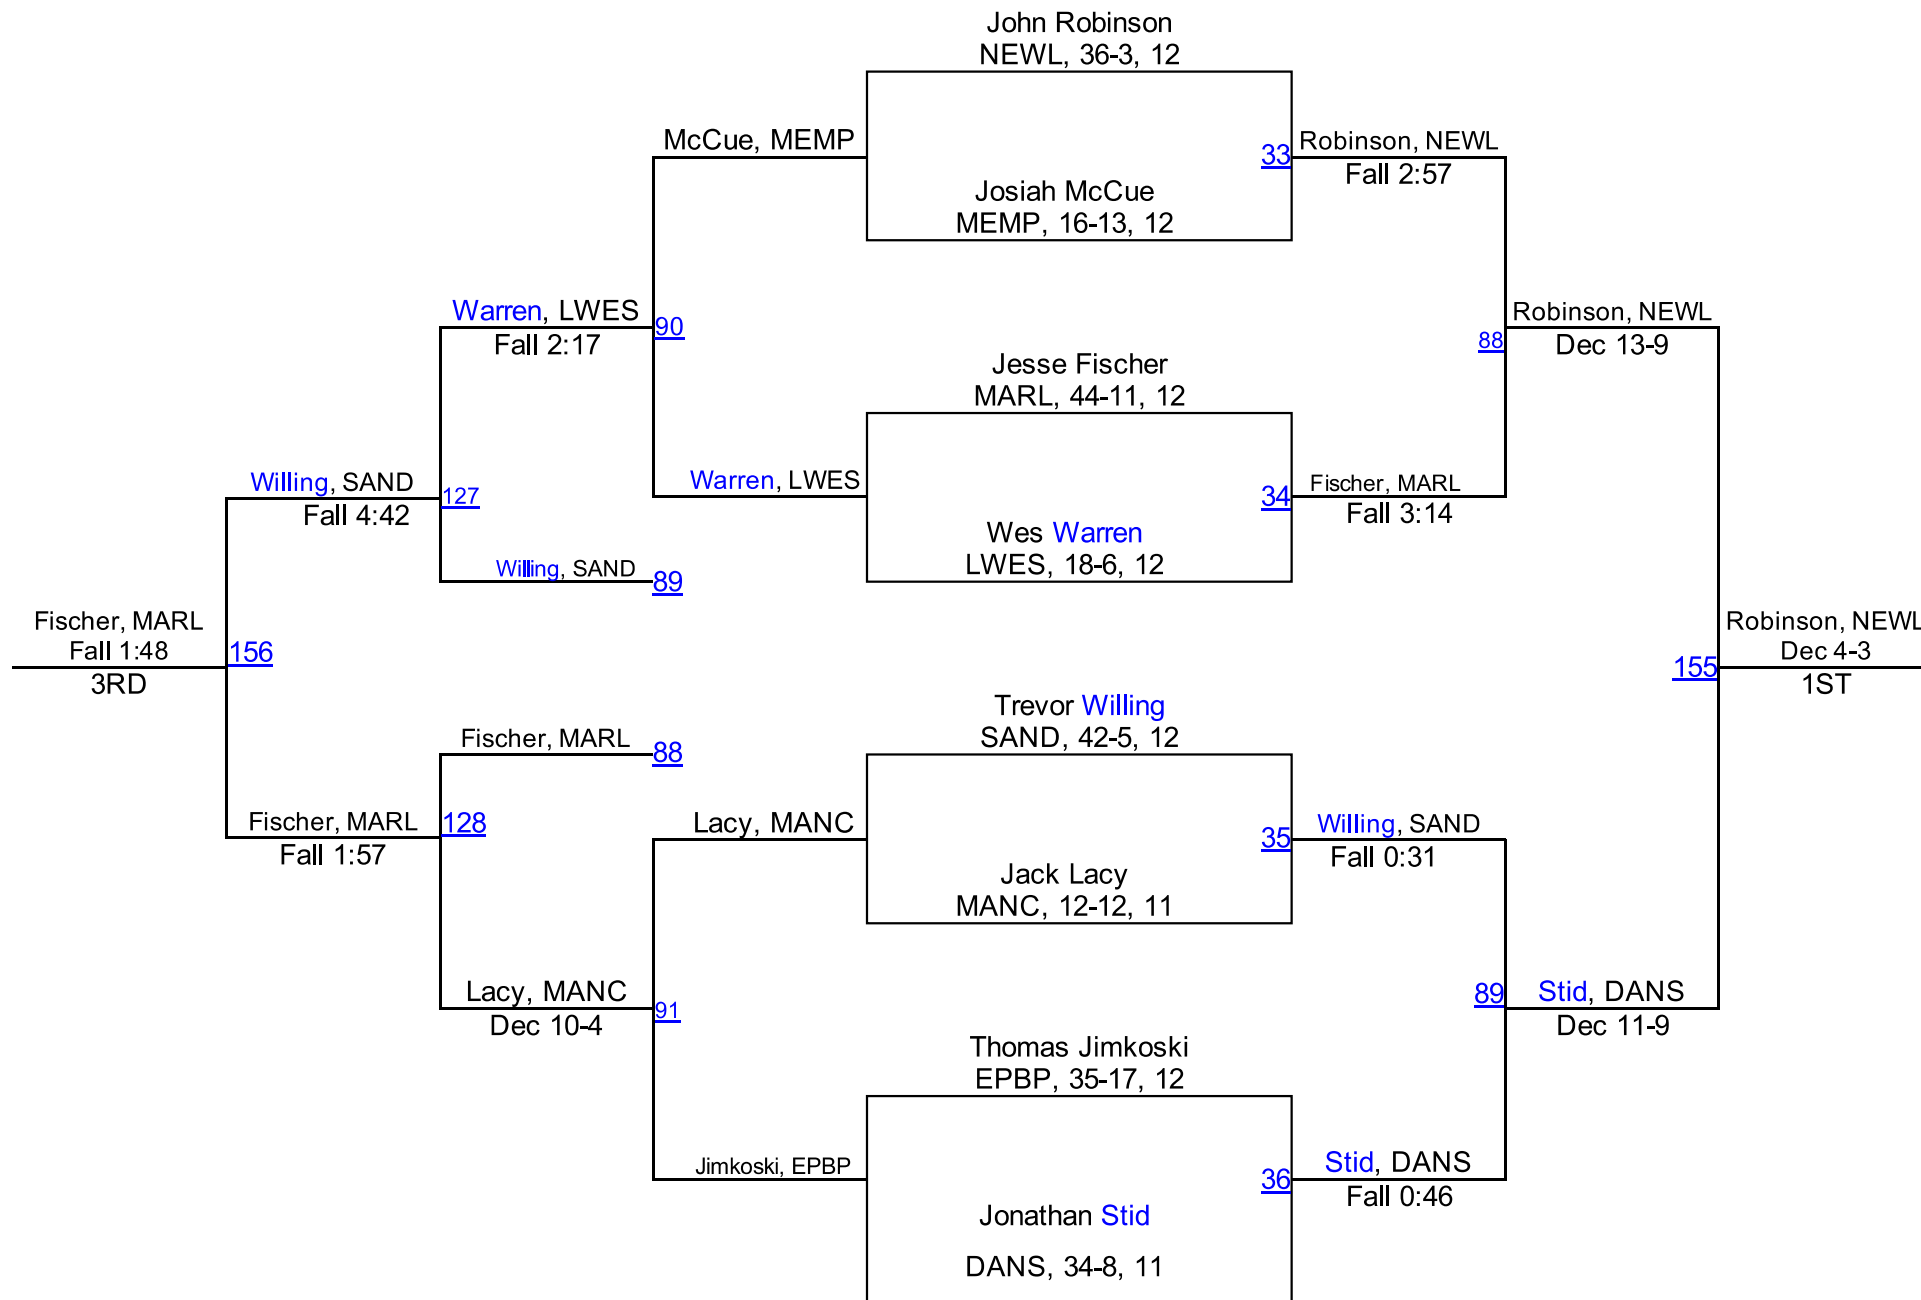 John Robinson
NEWL, 36-3, 12
McCue, MEMP
33
Robinson, NEWL
Fall 2:57
Josiah McCue
MEMP, 16-13, 12
Warren, LWES
Fall 2:17
90
Robinson, NEWL
88
Dec 13-9
Jesse Fischer
MARL, 44-11, 12
Willing, SAND
Fall 4:42
127
Warren, LWES
34
Fischer, MARL
Fall 3:14
Wes Warren
LWES, 18-6, 12
Willing, SAND
89
Fischer, MARL
Fall 1:48
3RD
156
155
Robinson, NEWL
Dec 4-3
1ST
Trevor Willing
SAND, 42-5, 12
Fischer, MARL
88
Fischer, MARL
Fall 1:57
128
Lacy, MANC
35
Willing, SAND
Fall 0:31
Jack Lacy
MANC, 12-12, 11
Lacy, MANC
Dec 10-4
91
89
Stid, DANS
Dec 11-9
Thomas Jimkoski
EPBP, 35-17, 12
Jimkoski, EPBP
36
Stid, DANS
Fall 0:46
Jonathan Stid
DANS, 34-8, 11